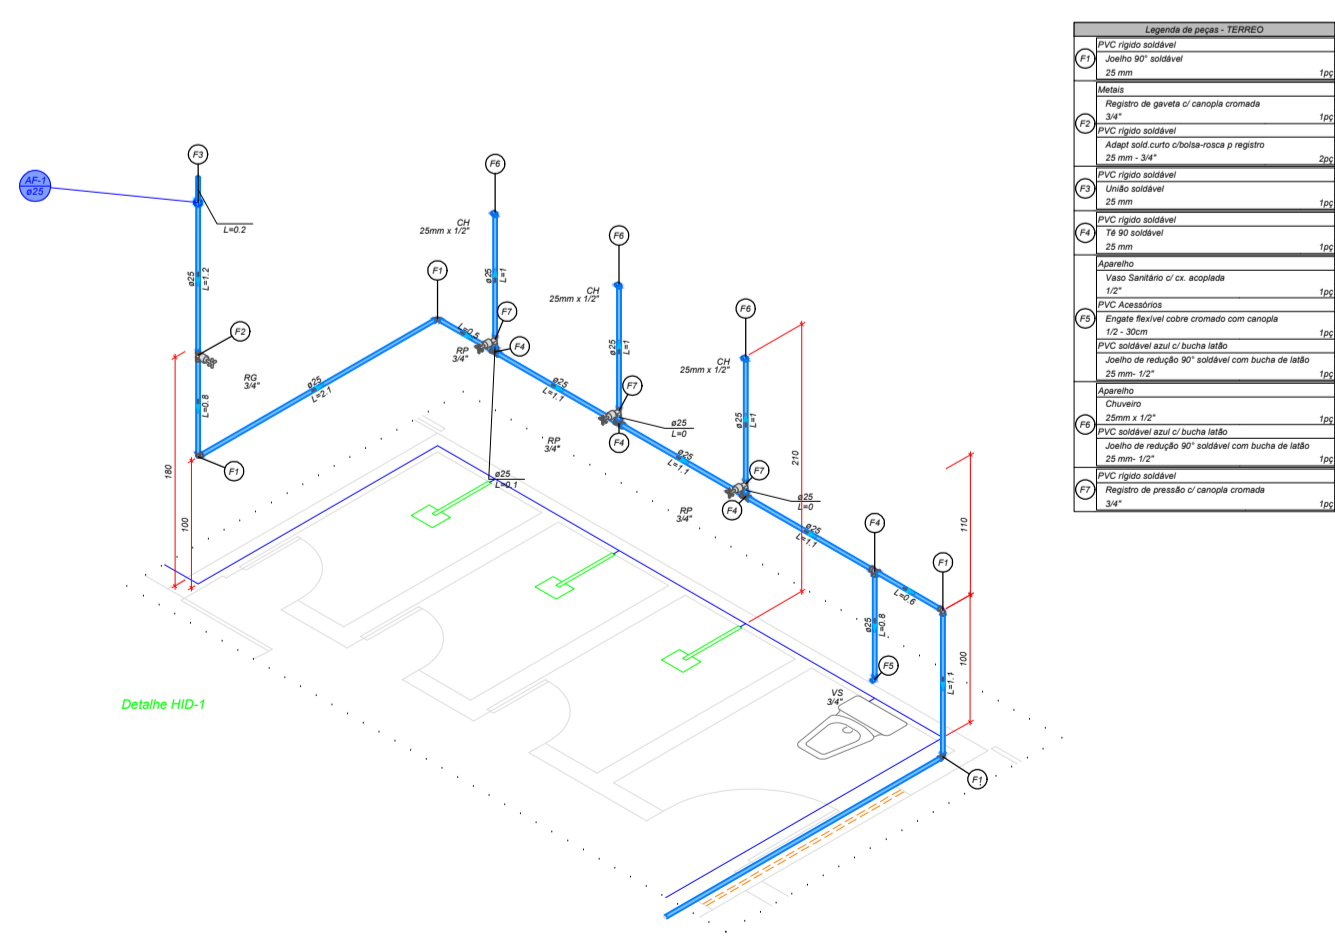 Legenda de peças - TERREO
F1
PVC rígido soldável
Joelho 90° soldável
25 mm 1pç
F2
Metais
Registro de gaveta c/ canopla cromada
3/4" 1pç
PVC rígido soldável
Adapt sold.curto c/bolsa-rosca p registro
25 mm - 3/4" 2pç
F3
PVC rígido soldável
União soldável
25 mm 1pç
F4
PVC rígido soldável
Tê 90 soldável
25 mm 1pç
F5
Aparelho
Vaso Sanitário c/ cx. acoplada
1/2" 1pç
PVC Acessórios
Engate flexível cobre cromado com canopla
1/2 - 30cm 1pç
PVC soldável azul c/ bucha latão
Joelho de redução 90° soldável com bucha de latão
25 mm- 1/2" 1pç
F6
Aparelho
Chuveiro
25mm x 1/2" 1pç
PVC soldável azul c/ bucha latão
Joelho de redução 90° soldável com bucha de latão
25 mm- 1/2" 1pç
F7
PVC rígido soldável
Registro de pressão c/ canopla cromada
3/4" 1pç
F3
AF-1
ø25
L=0.2
ø25
L=1.2
F2
RG
3/4"
L=0.8
F1
180
100
ø25
L=2.1
F1
L=0.5
RP
3/4"
F6
CH
25mm x 1/2"
ø25
L=1
F7
F4
ø25
L=0.1
ø25
L=1.1
RP
3/4"
F6
CH
25mm x 1/2"
ø25
L=1
F7
F4
ø25
L=0
ø25
L=1.1
RP
3/4"
F6
CH
25mm x 1/2"
ø25
L=1
F7
F4
ø25
L=0
210
ø25
L=1.1
F4
ø25
L=0.8
F5
VS
3/4"
L=0.6
F1
110
100
L=1.1
F1
Detalhe HID-1